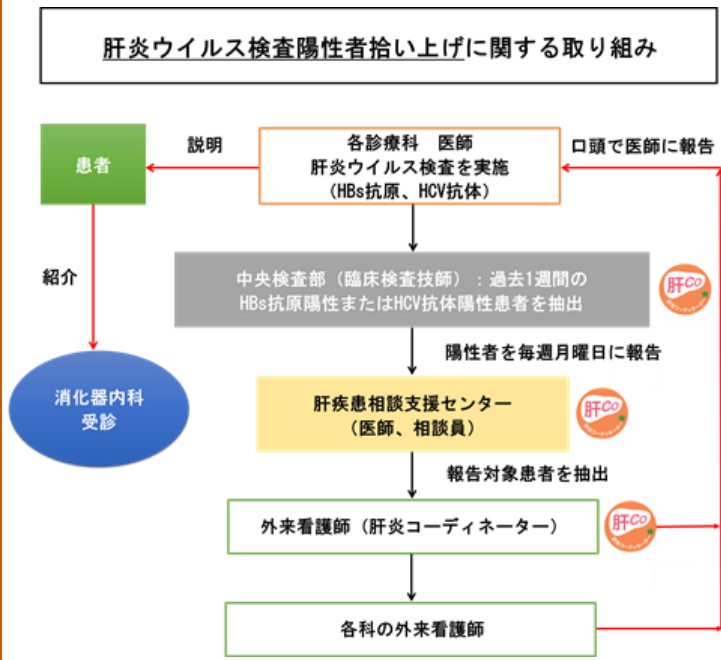 肝炎ウイルス検査陽性者拾い上げに関する取り組み
患者
説明
各診療科　医師
肝炎ウイルス検査を実施
(HBs抗原、HCV抗体)
口頭で医師に報告
紹介
中央検査部（臨床検査技師）：過去1週間の
HBs抗原陽性またはHCV抗体陽性患者を抽出
肝CO
陽性者を毎週月曜日に報告
消化器内科
受診
肝疾患相談支援センター
(医師、相談員)
肝CO
報告対象患者を抽出
外来看護師（肝炎コーディネーター）
肝CO
各科の外来看護師